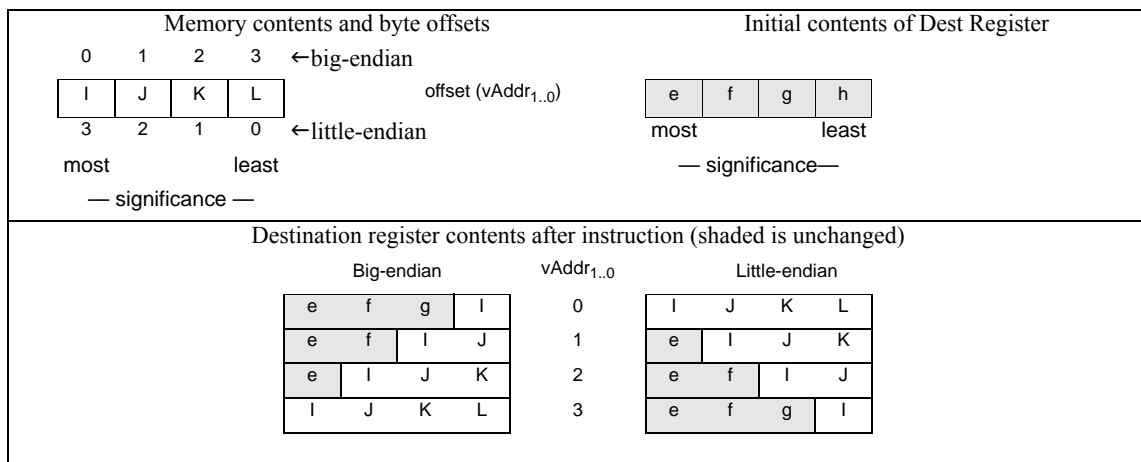 Memory contents and byte offsets
Initial contents of Dest Register
0 1 2 3 ←big-endian
I J K L
offset (vAddr1..0)
e f g h
3 2 1 0 ←little-endian
most least
most least
— significance —
— significance—
Destination register contents after instruction (shaded is unchanged)
Big-endian vAddr1..0 Little-endian
e f g I 0 I J K L
e f I J 1 e I J K
e I J K 2 e f I J
I J K L 3 e f g I